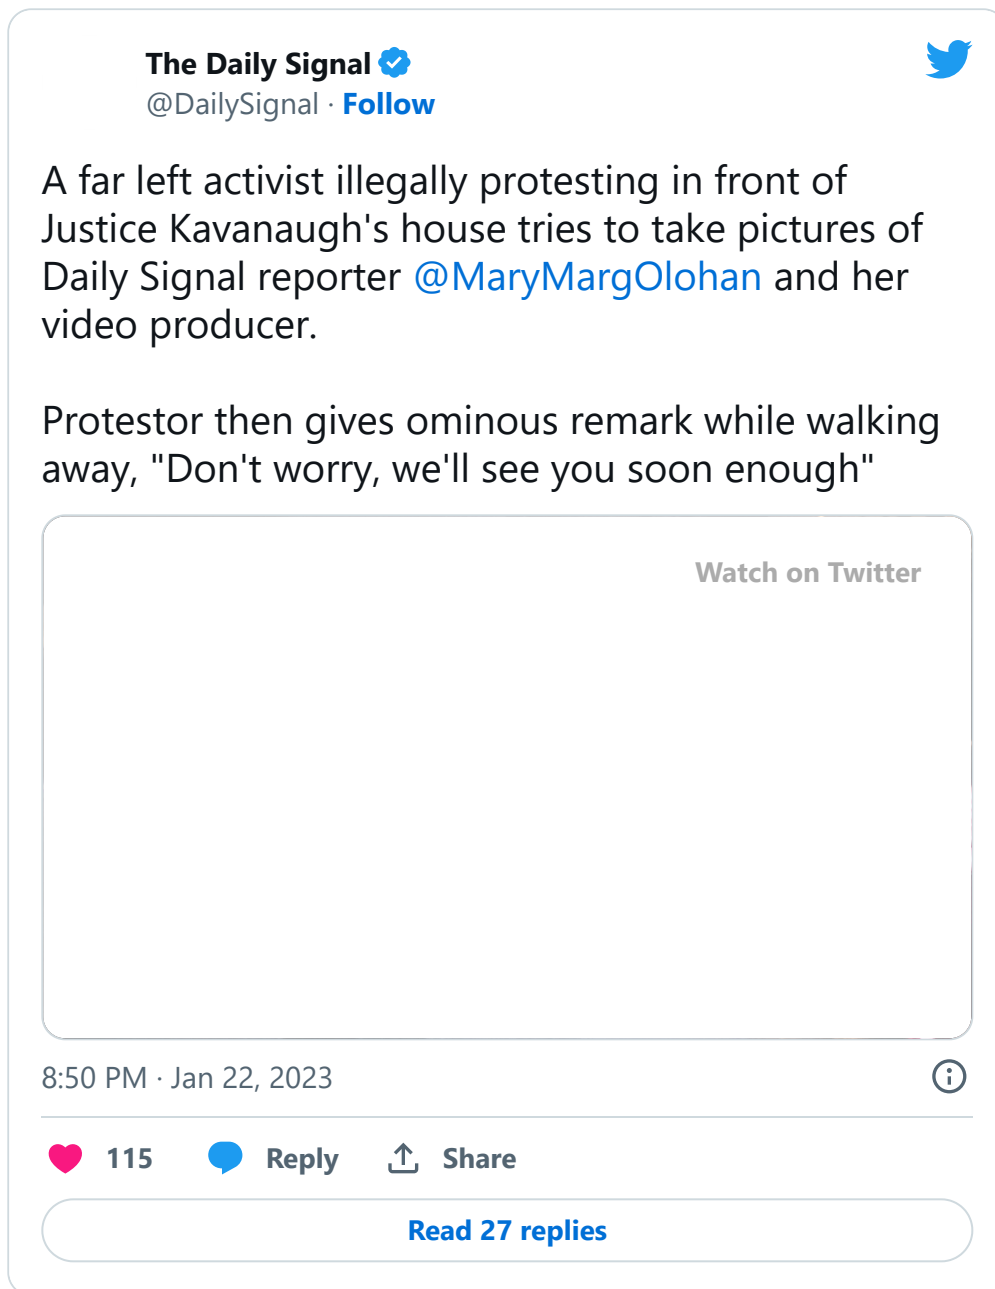 The Daily Signal
@DailySignal · Follow
A far left activist illegally protesting in front of
Justice Kavanaugh's house tries to take pictures of
Daily Signal reporter @MaryMargOlohan and her
video producer.
Protestor then gives ominous remark while walking
away, "Don't worry, we'll see you soon enough"
Watch on Twitter
8:50 PM · Jan 22, 2023
115 Reply Share
Read 27 replies